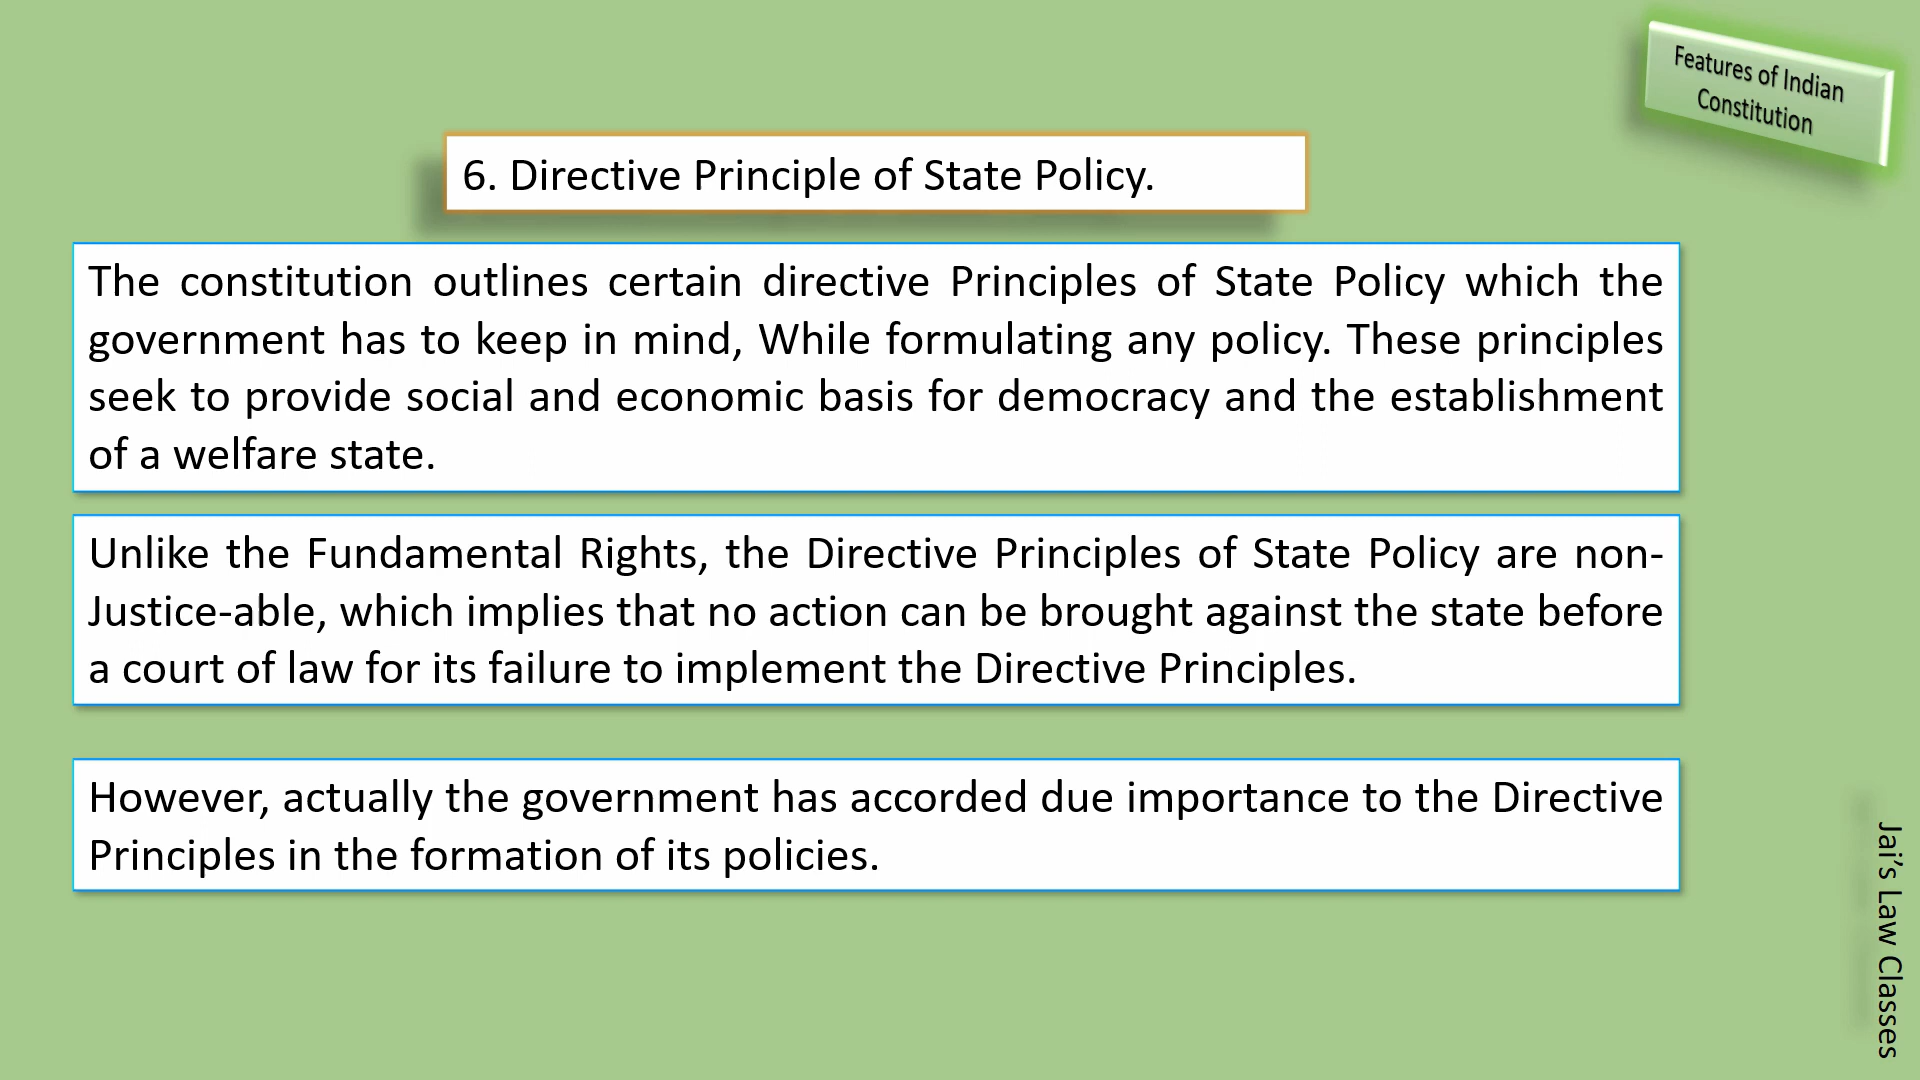 Features of Indian
Constitution
6. Directive Principle of State Policy.
The constitution outlines certain directive Principles of State Policy which the
government has to keep in mind, While formulating any policy. These principles
seek to provide social and economic basis for democracy and the establishment
of a welfare state.
Unlike the Fundamental Rights, the Directive Principles of State Policy are non-
Justice-able, which implies that no action can be brought against the state before
a court of law for its failure to implement the Directive Principles.
However, actually the government has accorded due importance to the Directive
Principles in the formation of its policies.
Jai’s Law Classes